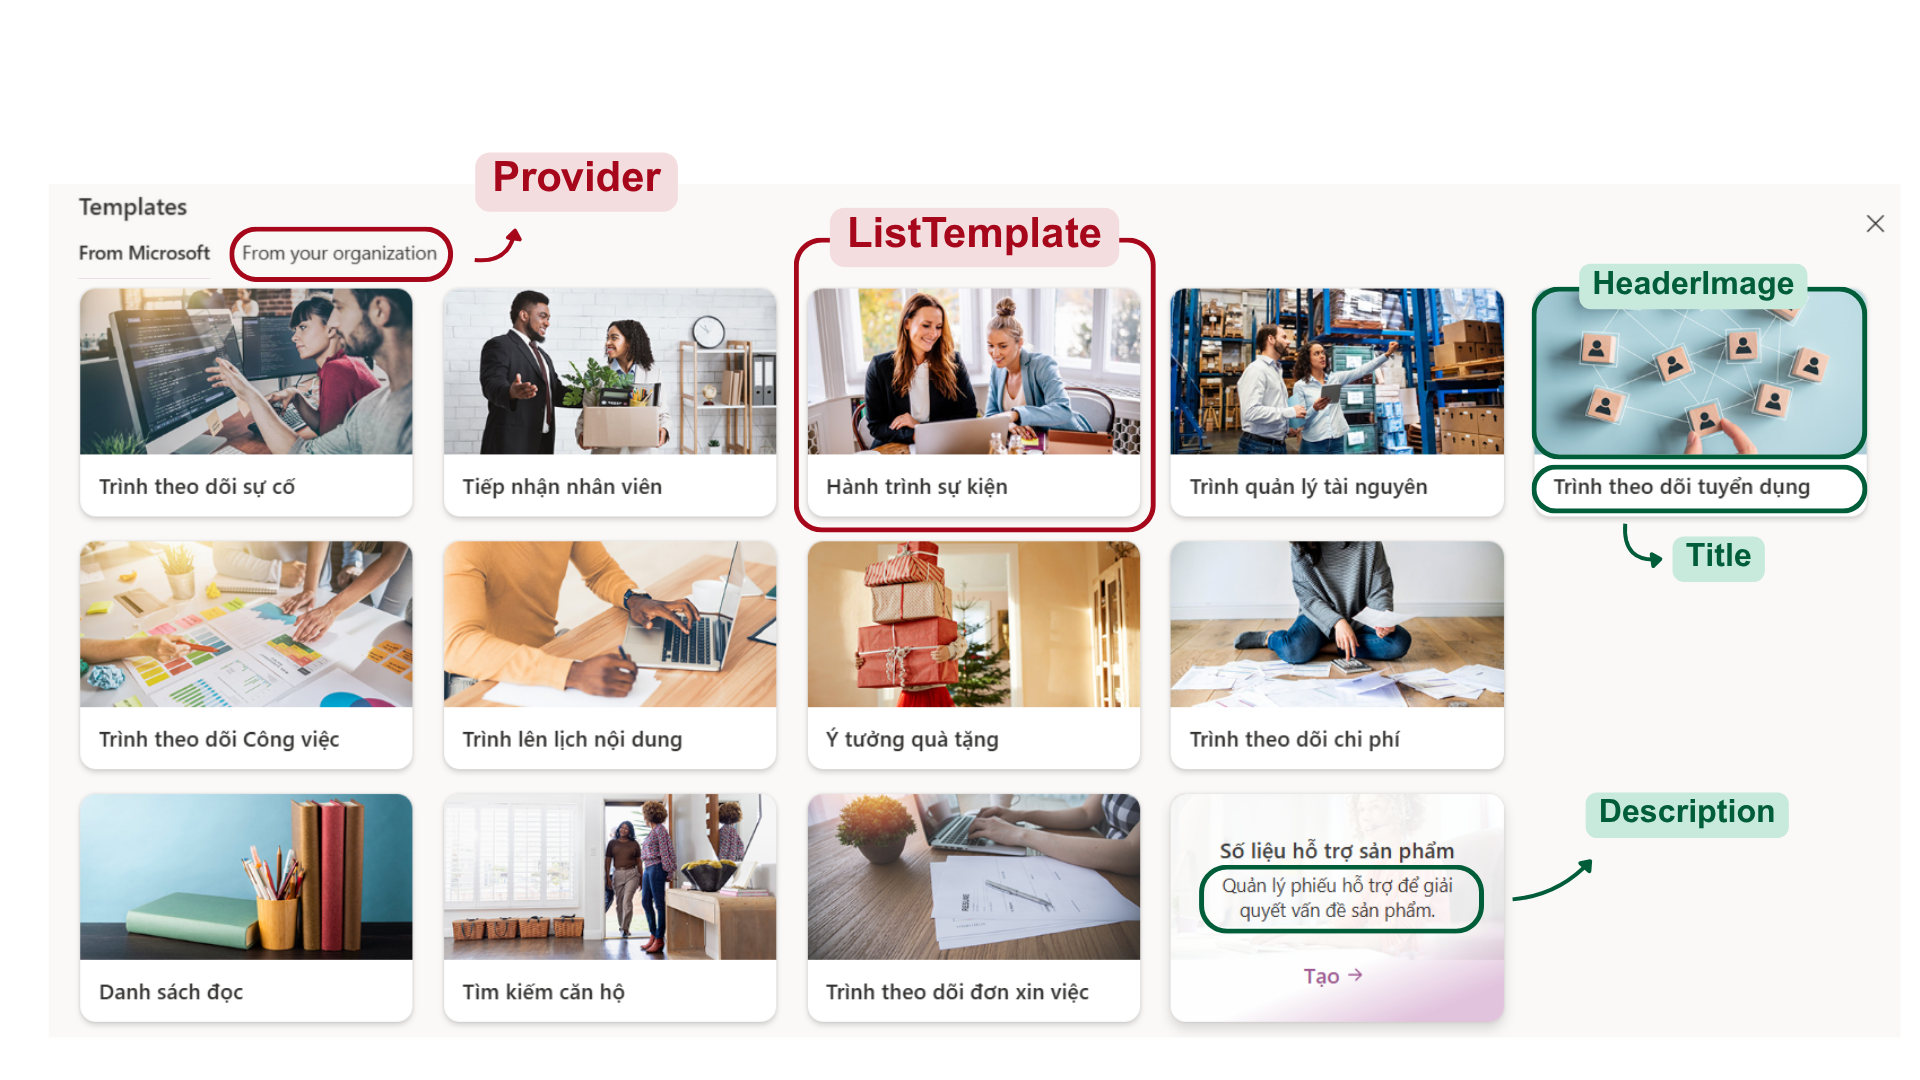 Provider
Templates
From Microsoft
From your organization
ListTemplate
HeaderImage
Trình theo dõi sự cố
Tiếp nhận nhân viên
Hành trình sự kiện
Trình quản lý tài nguyên
Trình theo dõi tuyển dụng
Title
Trình theo dõi Công việc
Trình lên lịch nội dung
Ý tưởng quà tặng
Trình theo dõi chi phí
Description
Số liệu hỗ trợ sản phẩm
Quản lý phiếu hỗ trợ để giải
quyết vấn đề sản phẩm.
Tạo →
RESUME
Danh sách đọc
Tìm kiếm căn hộ
Trình theo dõi đơn xin việc